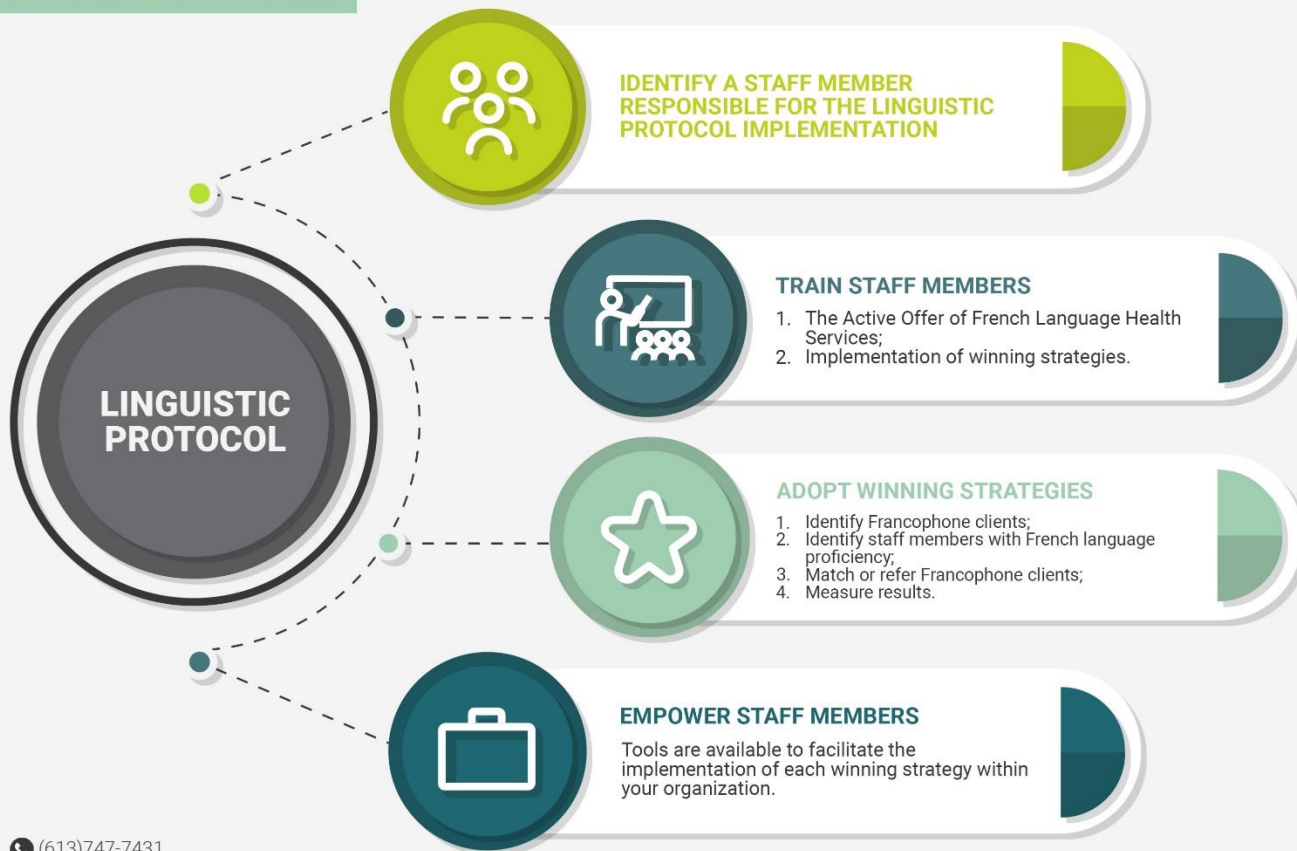 LINGUISTIC
PROTOCOL
IDENTIFY A STAFF MEMBER
RESPONSIBLE FOR THE LINGUISTIC
PROTOCOL IMPLEMENTATION
TRAIN STAFF MEMBERS
1. The Active Offer of French Language Health
Services;
2. Implementation of winning strategies.
ADOPT WINNING STRATEGIES
1. Identify Francophone clients;
2. Identify staff members with French language
proficiency;
3. Match or refer Francophone clients;
4. Measure results.
EMPOWER STAFF MEMBERS
Tools are available to facilitate the
implementation of each winning strategy within
your organization.
(613)747-7431